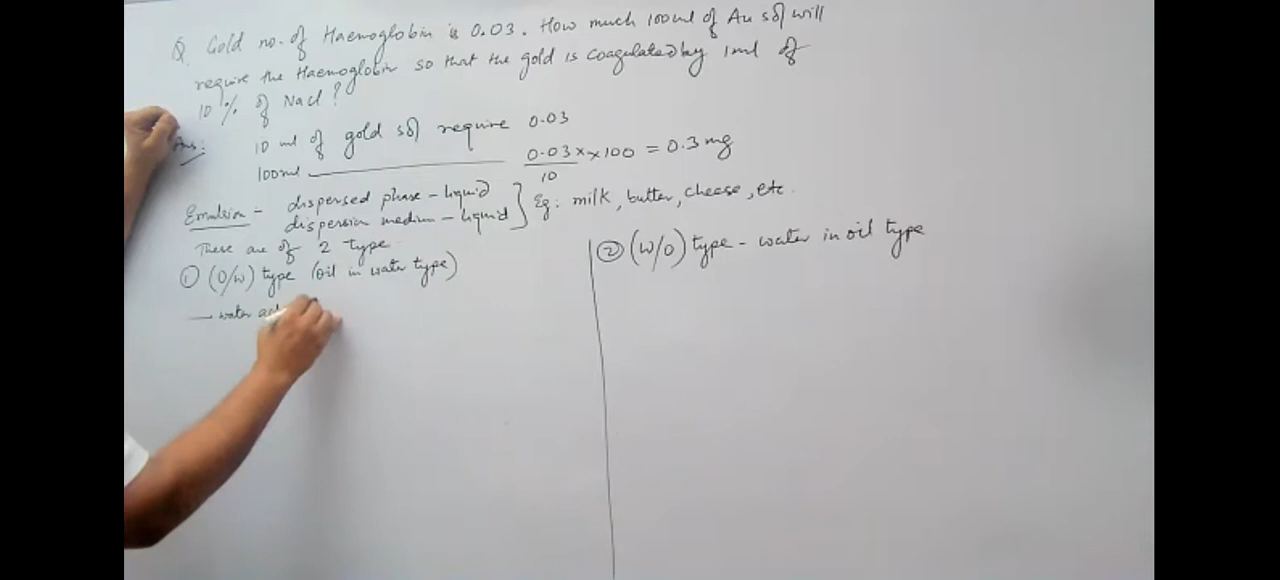 Q Gold no. of Haemoglobin is 0.03. How much 100ml of Au sol will
require the Haemoglobin so that the gold is coagulated by 1ml of
10% of NaCl?
Ans: 10 ml of gold sol require 0.03
100ml ——— 0.03 × × 100 = 0.3 mg
10
Emulsion - dispersed phase - liquid
dispersion medium - liquid } Eg: milk, butter, cheese, etc.
These are of 2 type
① (O/W) type (oil in water type)
② (W/O) type - water in oil type
— water